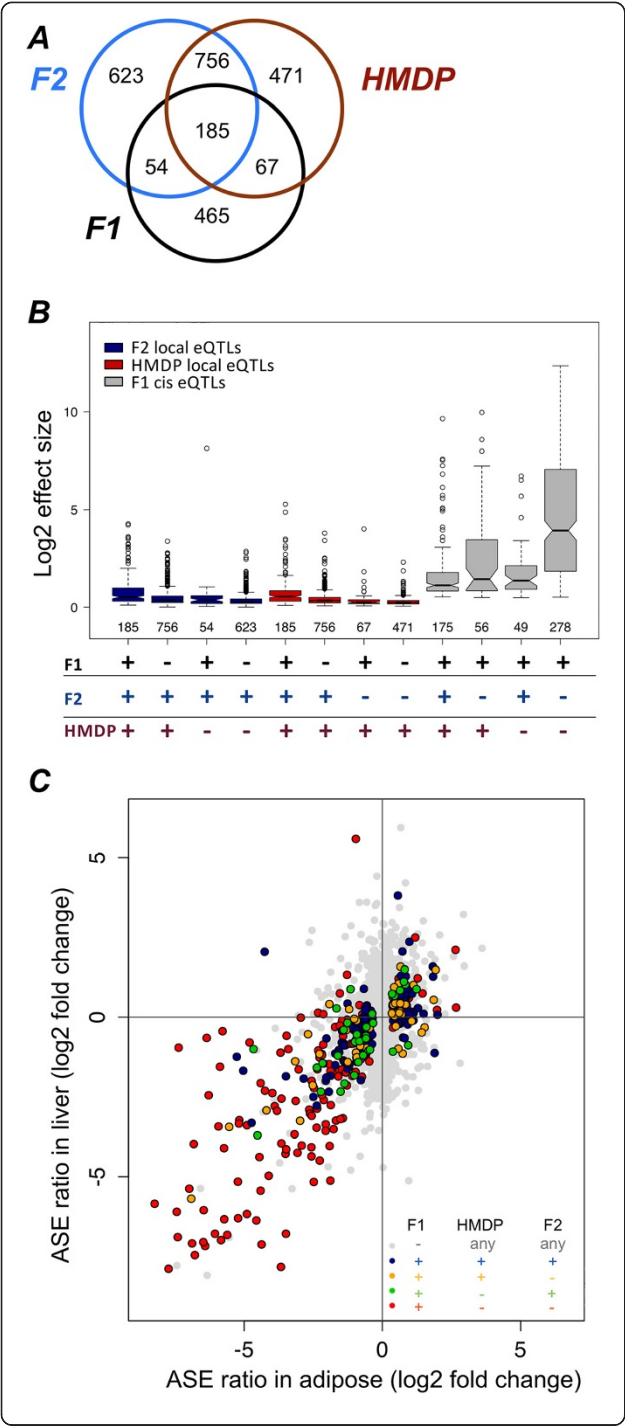 A
F2
HMDP
623
756
471
185
54
67
465
F1
B
F2 local eQTLs
HMDP local eQTLs
F1 cis eQTLs
Log2 effect size
10
5
0
185 756 54 623 185 756 67 471 175 56 49 278
F1 + - + - + - + - + + + +
F2 + + + + + + - - + - + -
HMDP + + - - + + + + + + - -
C
ASE ratio in liver (log2 fold change)
5
0
-5
F1 HMDP F2
- any any
+ + +
+ + -
+ - +
+ - -
-5 0 5
ASE ratio in adipose (log2 fold change)